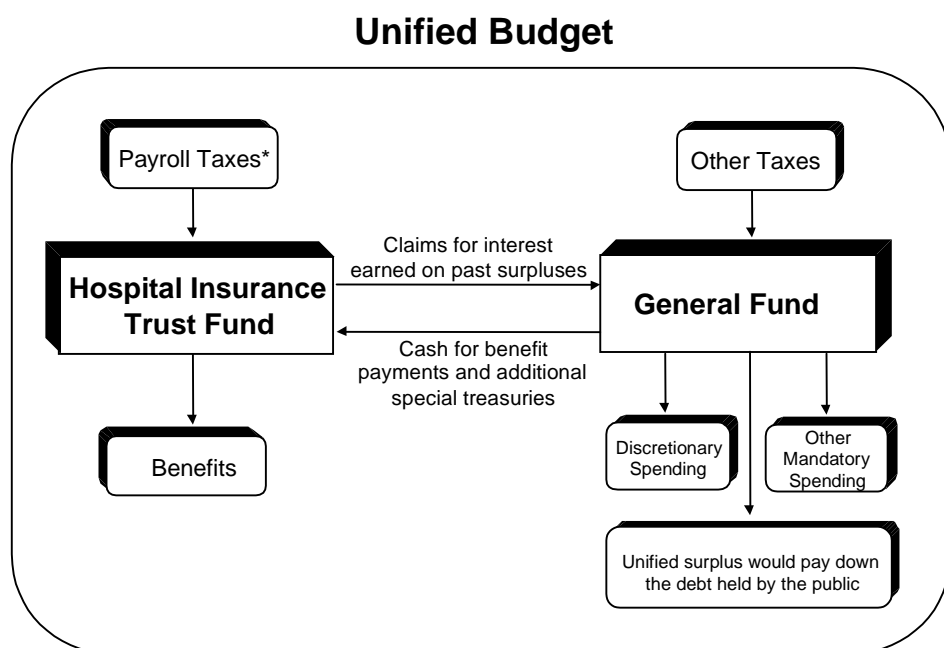 Unified Budget
Payroll Taxes*
Other Taxes
Claims for interest
earned on past surpluses
Hospital Insurance
Trust Fund
General Fund
Cash for benefit
payments and additional
special treasuries
Benefits
Discretionary
Spending
Other
Mandatory
Spending
Unified surplus would pay down
the debt held by the public